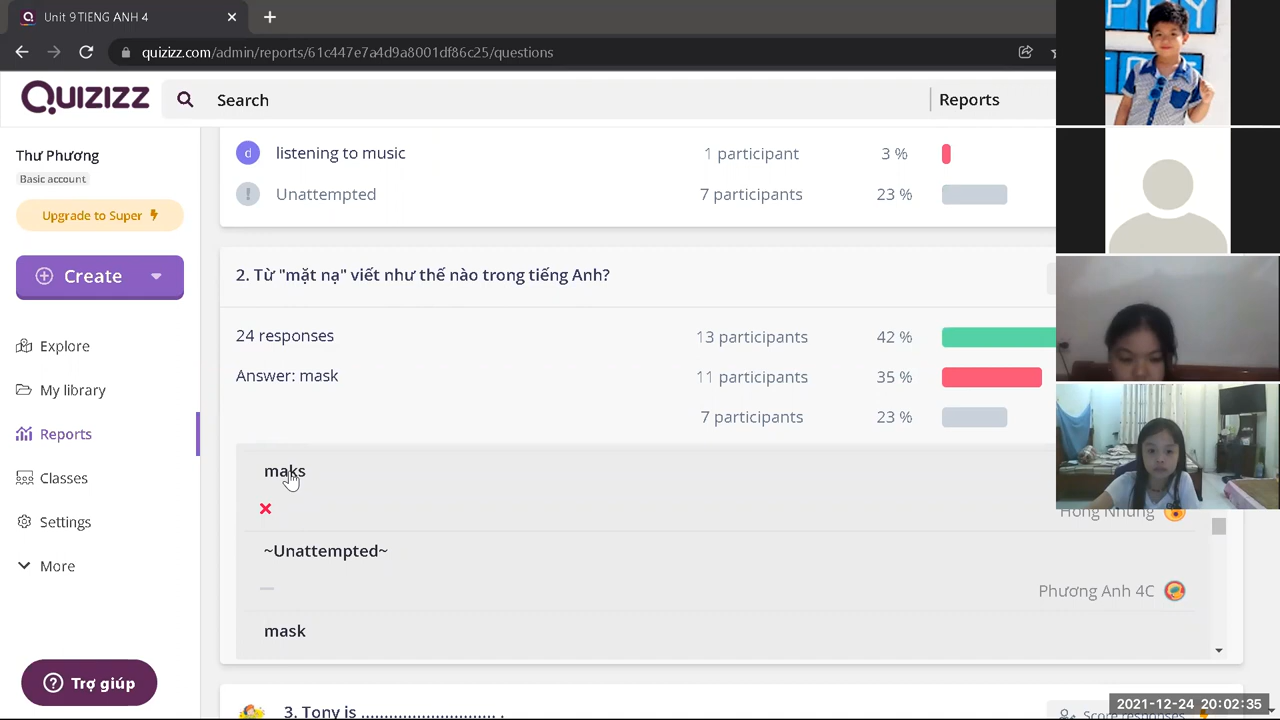 Unit 9 TIENG ANH 4
quizizz.com/admin/reports/61c447e7a4d9a8001df86c25/questions
QUIZIZZ
Search
Reports
Thư Phương
Basic account
Upgrade to Super
Create
Explore
My library
Reports
Classes
Settings
More
Trợ giúp
d listening to music 1 participant 3 %
Unattempted 7 participants 23 %
2. Từ "mặt nạ" viết như thế nào trong tiếng Anh?
24 responses 13 participants 42 %
Answer: mask 11 participants 35 %
7 participants 23 %
maks
Hồng Nhung
~Unattempted~
Phương Anh 4C
mask
3. Tony is ............................ .
Score responses
2021-12-24 20:02:35